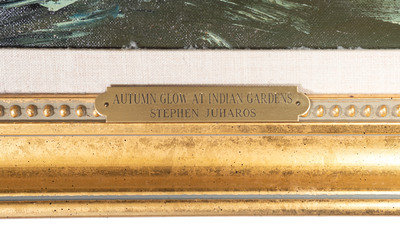 AUTUMN GLOW AT INDIAN GARDENS
STEPHEN JUHAROS